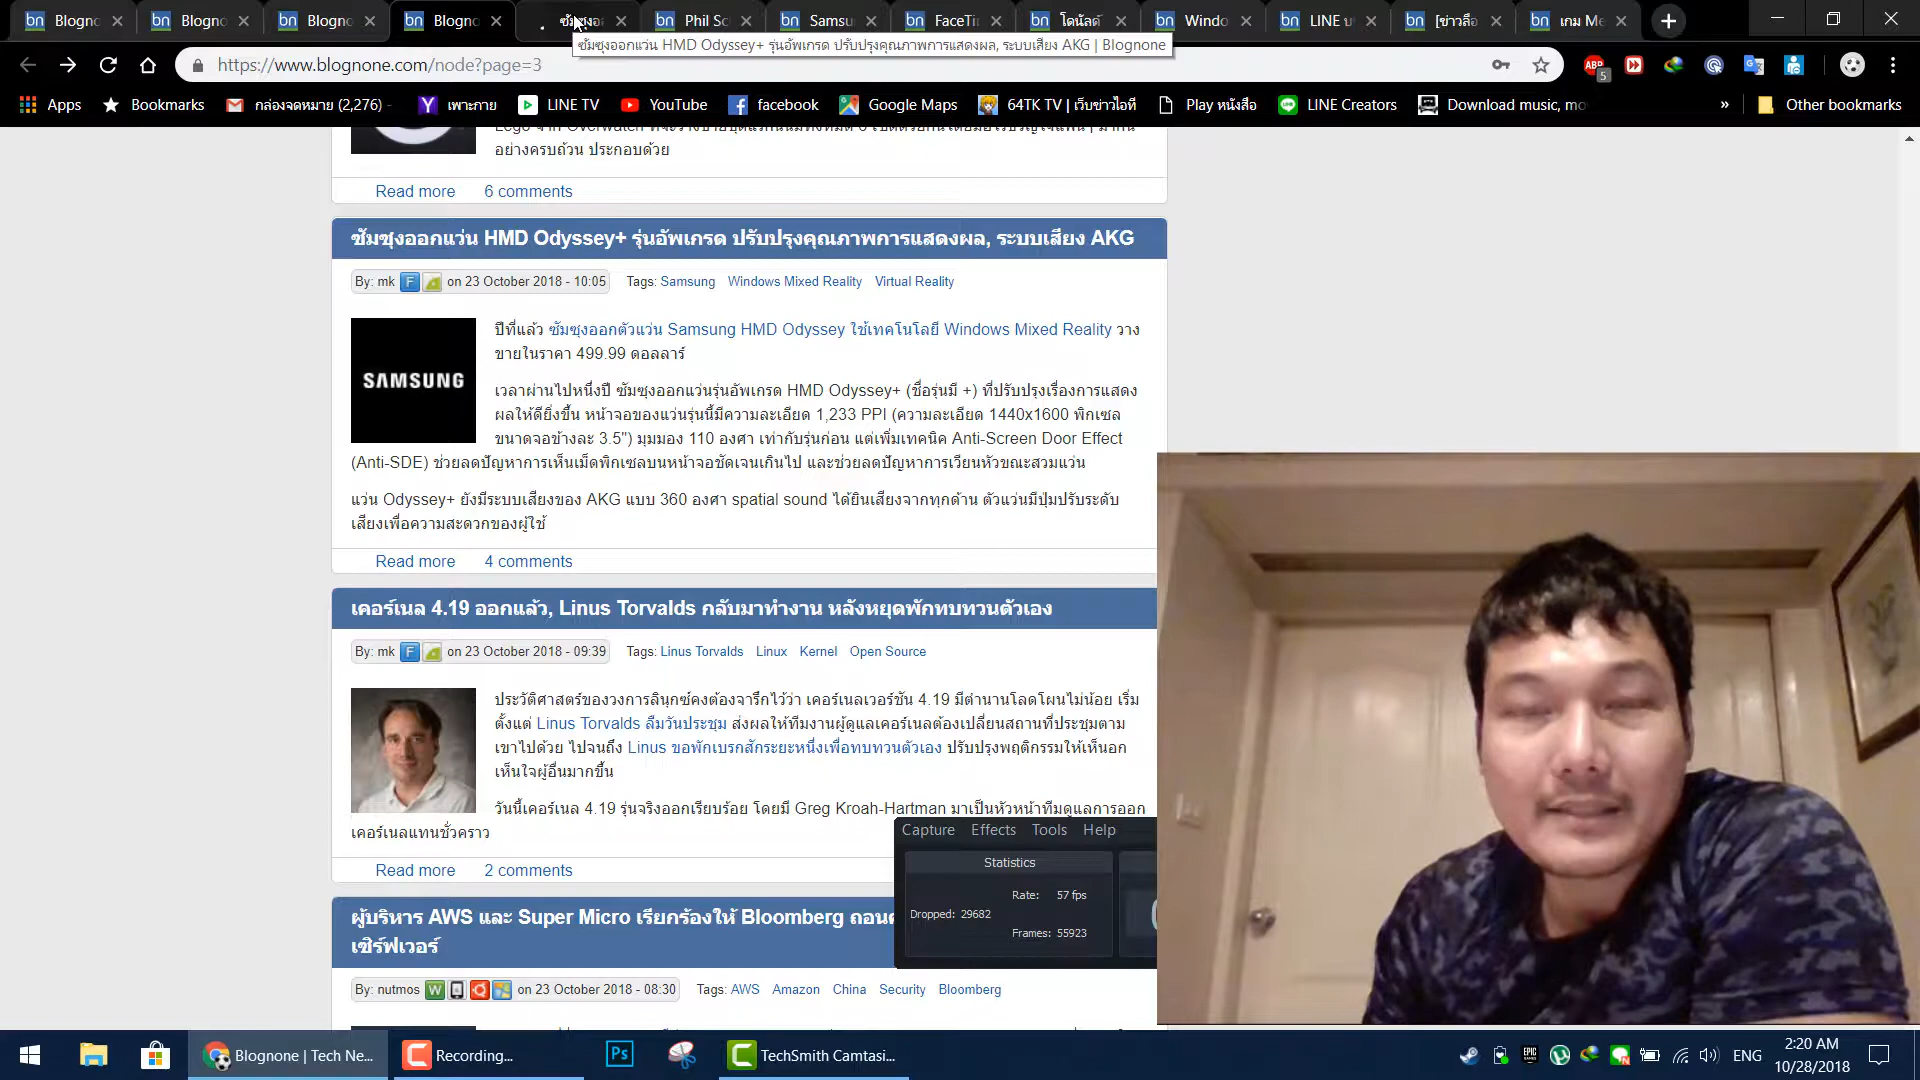 Blogno
Blogno
Blogno
Blogno
ซัมซุงอ
Phil Sc
Samsu
FaceTi
โดนัลด์
Windo
LINE บ
[ข่าวลือ
เกม Me
ซัมซุงออกแว่น HMD Odyssey+ รุ่นอัพเกรด ปรับปรุงคุณภาพการแสดงผล, ระบบเสียง AKG | Blognone
https://www.blognone.com/node?page=3
ABP 5
Apps
Bookmarks
กล่องจดหมาย (2,276) -
เพาะกาย
LINE TV
YouTube
facebook
Google Maps
64TK TV | เว็บข่าวไอที
Play หนังสือ
LINE Creators
Download music, mo
»
Other bookmarks
อย่างครบถ้วน ประกอบด้วย
Read more 6 comments
ซัมซุงออกแว่น HMD Odyssey+ รุ่นอัพเกรด ปรับปรุงคุณภาพการแสดงผล, ระบบเสียง AKG
By: mk on 23 October 2018 - 10:05 Tags: Samsung Windows Mixed Reality Virtual Reality
SAMSUNG
ปีที่แล้ว ซัมซุงออกตัวแว่น Samsung HMD Odyssey ใช้เทคโนโลยี Windows Mixed Reality วาง
ขายในราคา 499.99 ดอลลาร์
เวลาผ่านไปหนึ่งปี ซัมซุงออกแว่นรุ่นอัพเกรด HMD Odyssey+ (ชื่อรุ่นมี +) ที่ปรับปรุงเรื่องการแสดง
ผลให้ดียิ่งขึ้น หน้าจอของแว่นรุ่นนี้มีความละเอียด 1,233 PPI (ความละเอียด 1440x1600 พิกเซล
ขนาดจอข้างละ 3.5") มุมมอง 110 องศา เท่ากับรุ่นก่อน แต่เพิ่มเทคนิค Anti-Screen Door Effect
(Anti-SDE) ช่วยลดปัญหาการเห็นเม็ดพิกเซลบนหน้าจอชัดเจนเกินไป และช่วยลดปัญหาการเวียนหัวขณะสวมแว่น
แว่น Odyssey+ ยังมีระบบเสียงของ AKG แบบ 360 องศา spatial sound ได้ยินเสียงจากทุกด้าน ตัวแว่นมีปุ่มปรับระดับ
เสียงเพื่อความสะดวกของผู้ใช้
Read more 4 comments
เคอร์เนล 4.19 ออกแล้ว, Linus Torvalds กลับมาทำงาน หลังหยุดพักทบทวนตัวเอง
By: mk on 23 October 2018 - 09:39 Tags: Linus Torvalds Linux Kernel Open Source
ประวัติศาสตร์ของวงการลินุกซ์คงต้องจารึกไว้ว่า เคอร์เนลเวอร์ชัน 4.19 มีตำนานโลดโผนไม่น้อย เริ่ม
ตั้งแต่ Linus Torvalds ลืมวันประชุม ส่งผลให้ทีมงานผู้ดูแลเคอร์เนลต้องเปลี่ยนสถานที่ประชุมตาม
เขาไปด้วย ไปจนถึง Linus ขอพักเบรกสักระยะหนึ่งเพื่อทบทวนตัวเอง ปรับปรุงพฤติกรรมให้เห็นอก
เห็นใจผู้อื่นมากขึ้น
วันนี้เคอร์เนล 4.19 รุ่นจริงออกเรียบร้อย โดยมี Greg Kroah-Hartman มาเป็นหัวหน้าทีมดูแลการออก
เคอร์เนลแทนชั่วคราว
Read more 2 comments
Capture Effects Tools Help
Statistics
Rate: 57 fps
Dropped: 29682
Frames: 55923
ผู้บริหาร AWS และ Super Micro เรียกร้องให้ Bloomberg ถอน
เซิร์ฟเวอร์
By: nutmos on 23 October 2018 - 08:30 Tags: AWS Amazon China Security Bloomberg
Blognone | Tech Ne...
Recording...
Ps
TechSmith Camtasi...
ENG
2:20 AM
10/28/2018